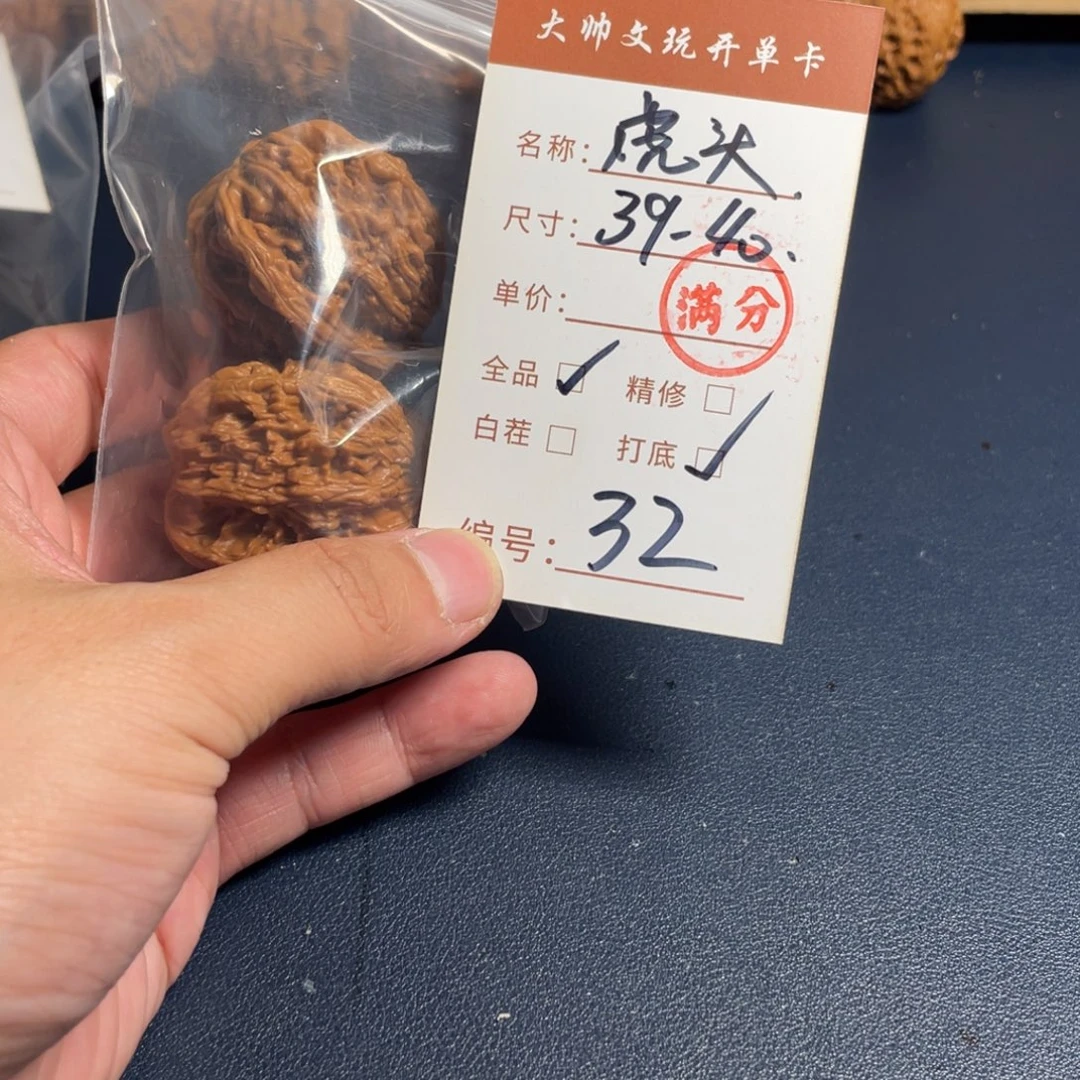 大帅文玩开单卡
名称：虎头.
尺寸：39-40.
单价：
满分
全品 ☑ 精修 □
白茬 □ 打底 ☑
编号：32